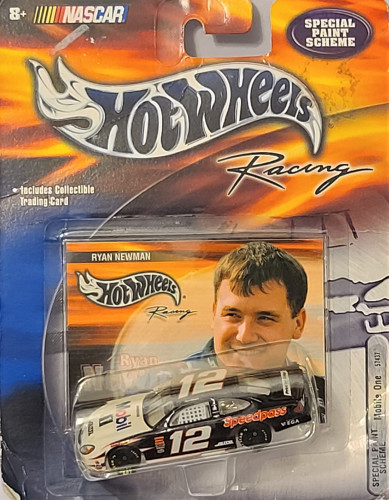 8+
NASCAR
SPECIAL
PAINT
SCHEME
HOT WHEELS
Racing
• Includes Collectible
Trading Card
RYAN NEWMAN
HOT WHEELS
Racing
Ryan
12
Mobil
Speedpass
12
SPECIAL PAINT
SCHEME
Mobile One